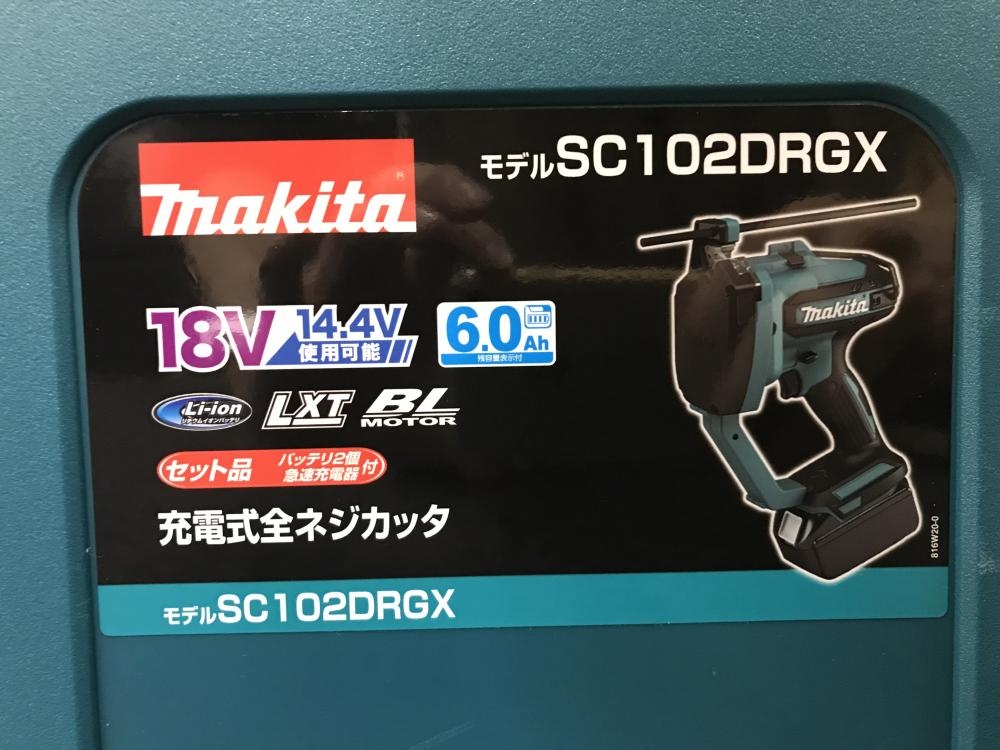 makita®
モデルSC102DRGX
makita
18V 14.4V 使用可能
6.0Ah
残容量表示付
Li-ion
リチウムイオンバッテリ
LXT
BL MOTOR
セット品 バッテリ2個 急速充電器 付
充電式全ネジカッタ
816W20-0
モデルSC102DRGX